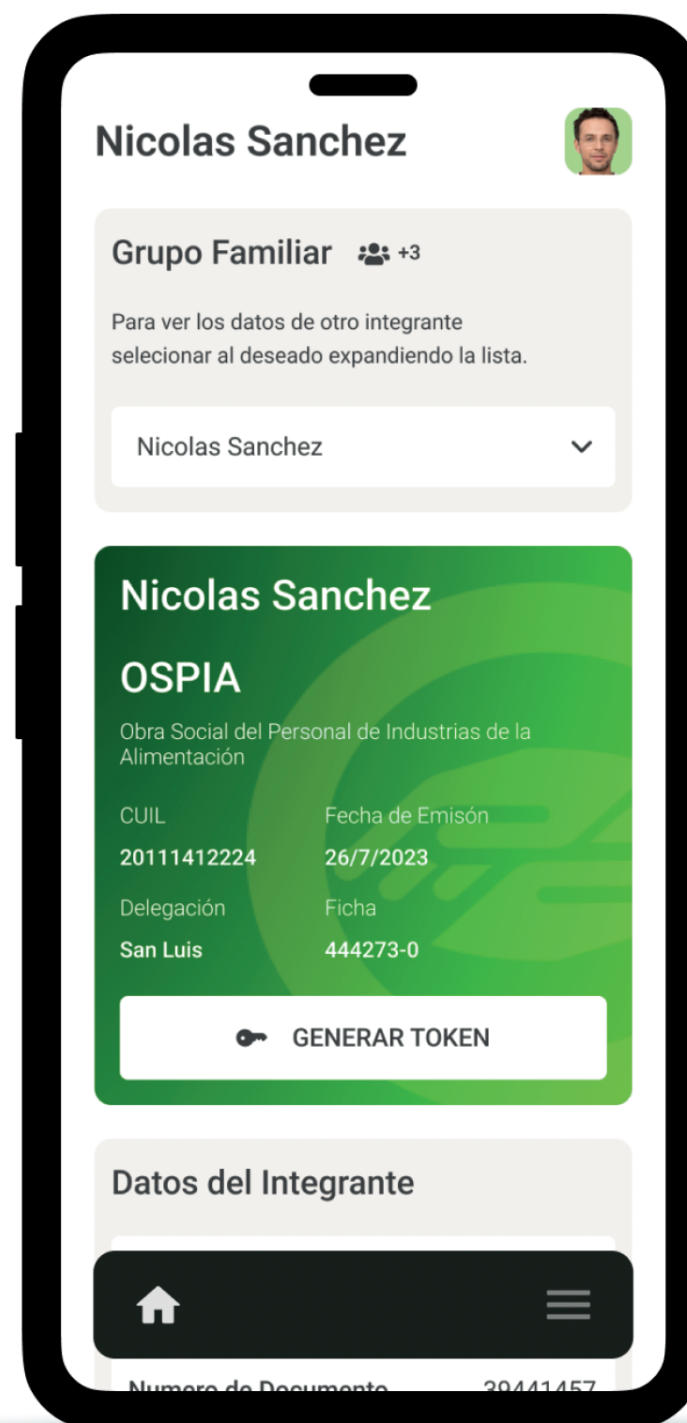 Nicolas Sanchez
Grupo Familiar +3
Para ver los datos de otro integrante
selecionar al deseado expandiendo la lista.
Nicolas Sanchez
Nicolas Sanchez
OSPIA
Obra Social del Personal de Industrias de la
Alimentación
CUIL Fecha de Emisón
20111412224 26/7/2023
Delegación Ficha
San Luis 444273-0
GENERAR TOKEN
Datos del Integrante
Numero de Documento 39441457